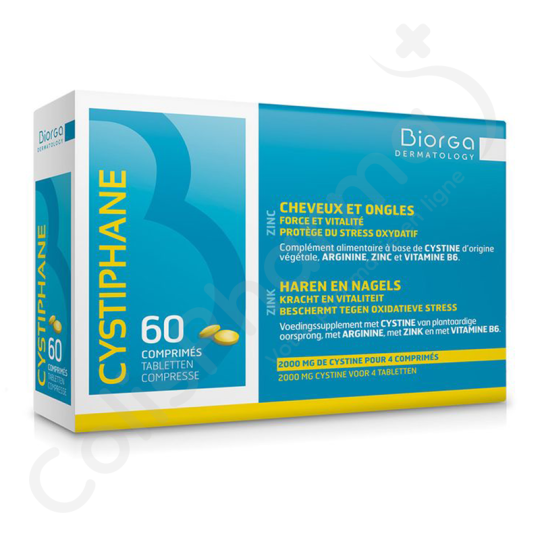 Biorga
DERMATOLOGY
CYSTIPHANE
60
COMPRIMÉS
TABLETTEN
COMPRESSE
CYSTIPHANE
60
COMPRIMÉS
TABLETTEN
COMPRESSE
Biorga
DERMATOLOGY
ZINC
CHEVEUX ET ONGLES
FORCE ET VITALITÉ
PROTÈGE DU STRESS OXYDATIF
Complément alimentaire à base de CYSTINE d'origine
végétale, ARGININE, ZINC et VITAMINE B6.
ZINK
HAREN EN NAGELS
KRACHT EN VITALITEIT
BESCHERMT TEGEN OXIDATIEVE STRESS
Voedingssupplement met CYSTINE van plantaardige
oorsprong, met ARGININE, met ZINK en met VITAMINE B6.
2000 MG DE CYSTINE POUR 4 COMPRIMÉS
2000 MG CYSTINE VOOR 4 TABLETTEN